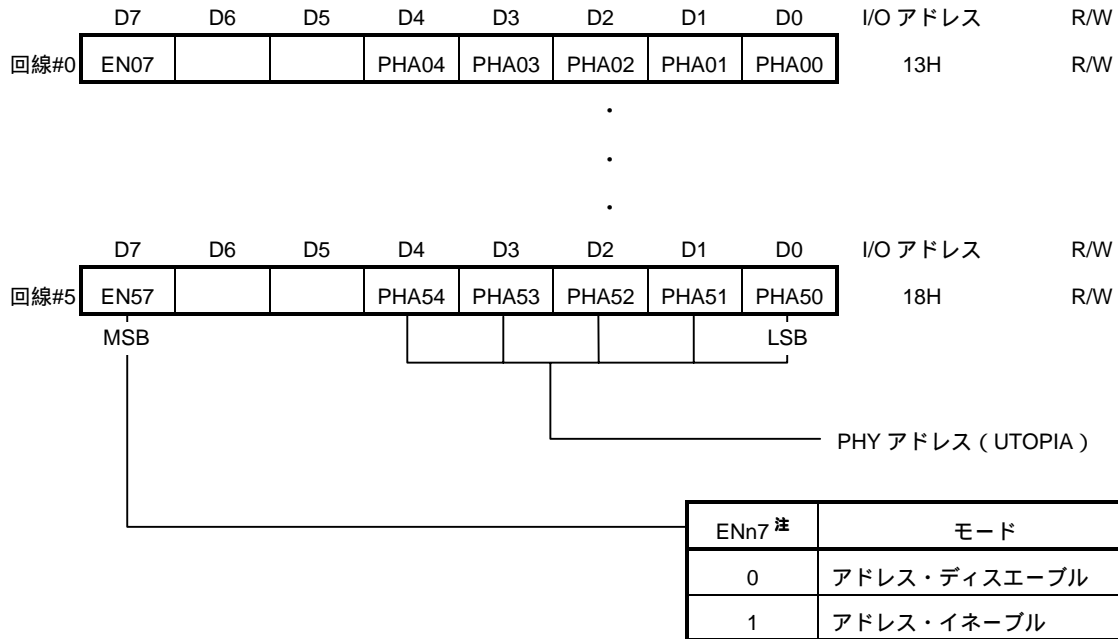 D7 D6 D5 D4 D3 D2 D1 D0 I/O アドレス R/W
回線#0 EN07 PHA04 PHA03 PHA02 PHA01 PHA00 13H R/W
・
・
・
D7 D6 D5 D4 D3 D2 D1 D0 I/O アドレス R/W
回線#5 EN57 PHA54 PHA53 PHA52 PHA51 PHA50 18H R/W
MSB LSB
PHY アドレス（UTOPIA）
ENn7 注 モード
0 アドレス・ディスエーブル
1 アドレス・イネーブル